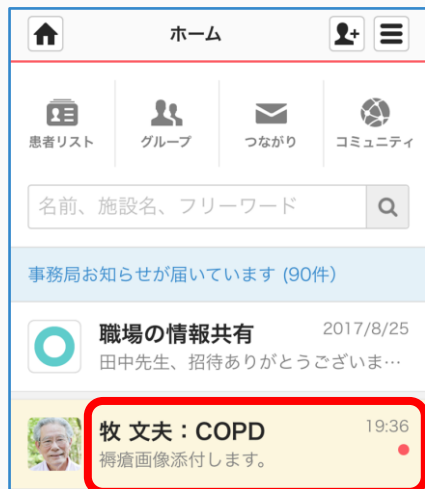 ホーム
患者リスト グループ つながり コミュニティ
名前、施設名、フリーワード
事務局お知らせが届いています (90件)
職場の情報共有 2017/8/25
田中先生、招待ありがとうございま…
牧 文夫：COPD 19:36
褥瘡画像添付します。